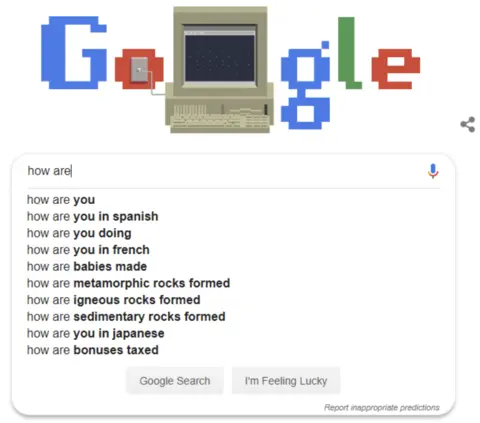 Google
how are
how are you
how are you in spanish
how are you doing
how are you in french
how are babies made
how are metamorphic rocks formed
how are igneous rocks formed
how are sedimentary rocks formed
how are you in japanese
how are bonuses taxed
Google Search I'm Feeling Lucky
Report inappropriate predictions